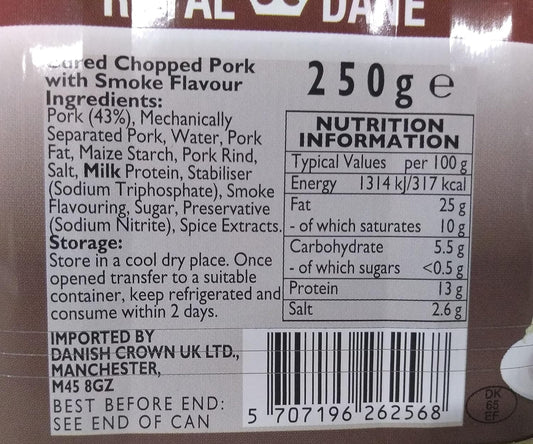 ROYAL DANE
Cured Chopped Pork
with Smoke Flavour
Ingredients:
Pork (43%), Mechanically
Separated Pork, Water, Pork
Fat, Maize Starch, Pork Rind,
Salt, Milk Protein, Stabiliser
(Sodium Triphosphate), Smoke
Flavouring, Sugar, Preservative
(Sodium Nitrite), Spice Extracts.
Storage:
Store in a cool dry place. Once
opened transfer to a suitable
container, keep refrigerated and
consume within 2 days.
IMPORTED BY
DANISH CROWN UK LTD.,
MANCHESTER,
M45 8GZ
BEST BEFORE END:
SEE END OF CAN
250g e
NUTRITION
INFORMATION
Typical Values per 100 g
Energy 1314 kJ/317 kcal
Fat 25 g
- of which saturates 10 g
Carbohydrate 5.5 g
- of which sugars <0.5 g
Protein 13 g
Salt 2.6 g
5 707196 262568
DK
65
EF